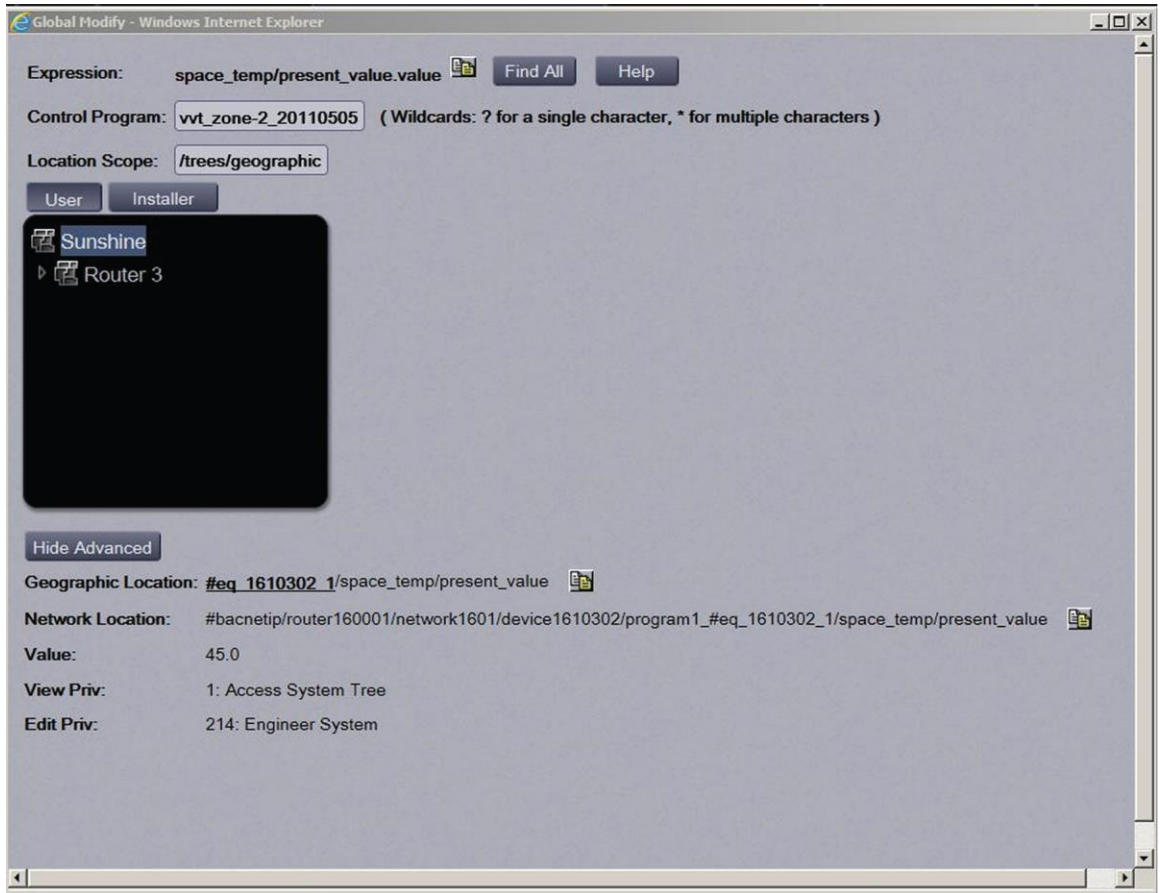 Global Modify - Windows Internet Explorer
Expression: space_temp/present_value.value Find All Help
Control Program: vvt_zone-2_20110505 ( Wildcards: ? for a single character, * for multiple characters )
Location Scope: /trees/geographic
User Installer
Sunshine
Router 3
Hide Advanced
Geographic Location: #eq_1610302_1/space_temp/present_value
Network Location: #bacnetip/router160001/network1601/device1610302/program1_#eq_1610302_1/space_temp/present_value
Value: 45.0
View Priv: 1: Access System Tree
Edit Priv: 214: Engineer System